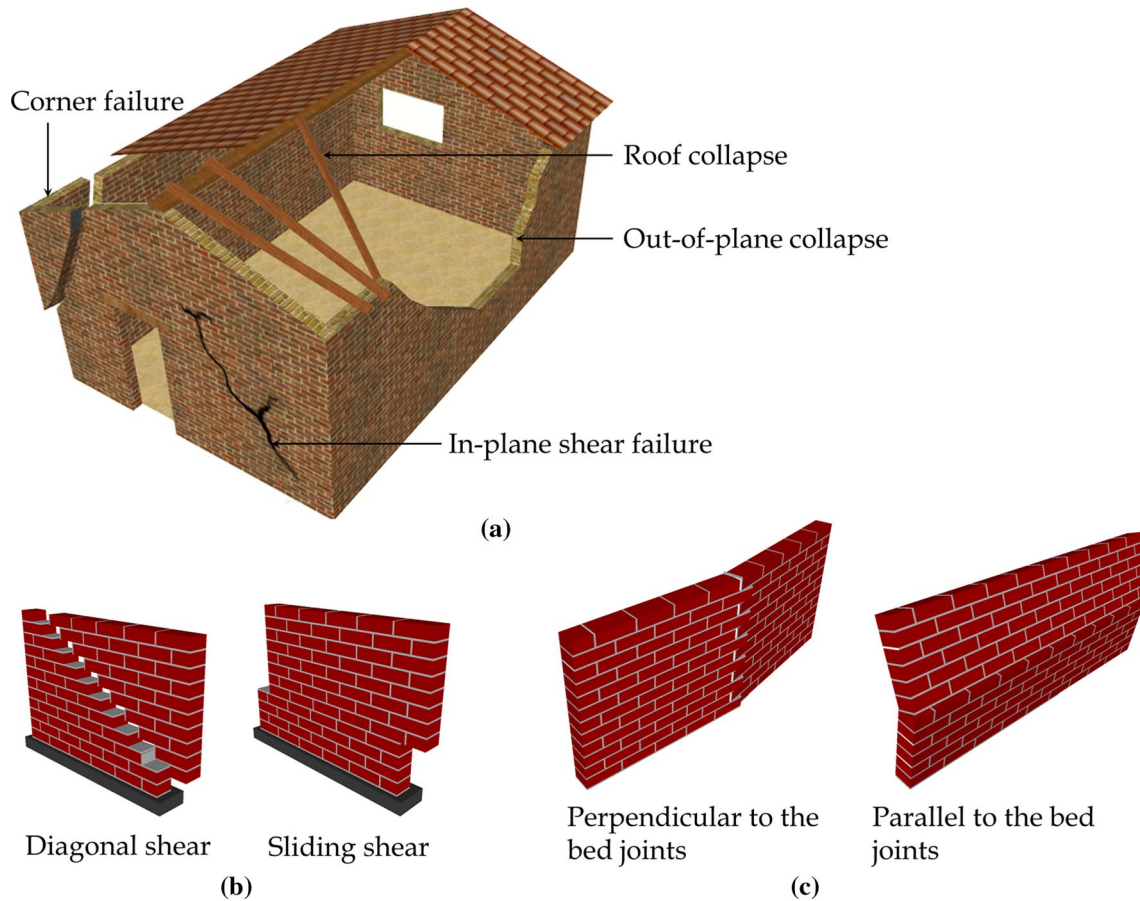 Corner failure
Roof collapse
Out-of-plane collapse
In-plane shear failure
(a)
Diagonal shear
Sliding shear
(b)
Perpendicular to the
bed joints
Parallel to the bed
joints
(c)